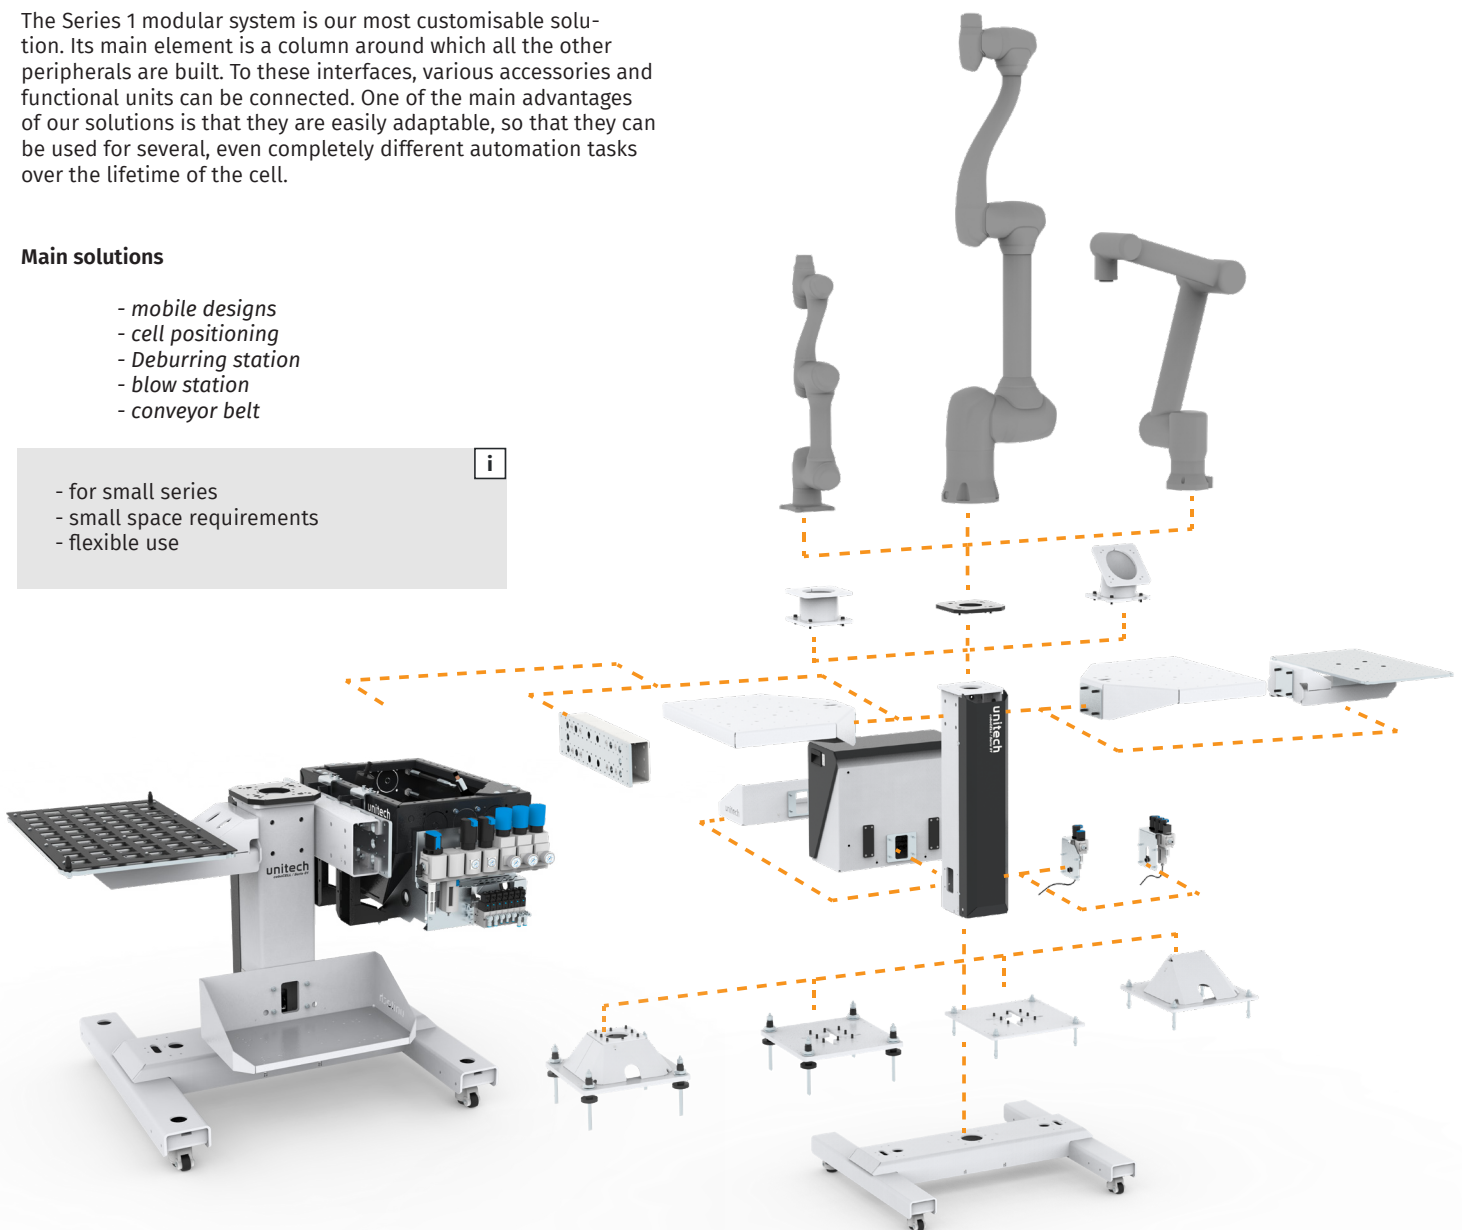 The Series 1 modular system is our most customisable solu-
tion. Its main element is a column around which all the other
peripherals are built. To these interfaces, various accessories and
functional units can be connected. One of the main advantages
of our solutions is that they are easily adaptable, so that they can
be used for several, even completely different automation tasks
over the lifetime of the cell.
Main solutions
- mobile designs
- cell positioning
- Deburring station
- blow station
- conveyor belt
i
- for small series
- small space requirements
- flexible use
unitech
unitech
unitech
unitech